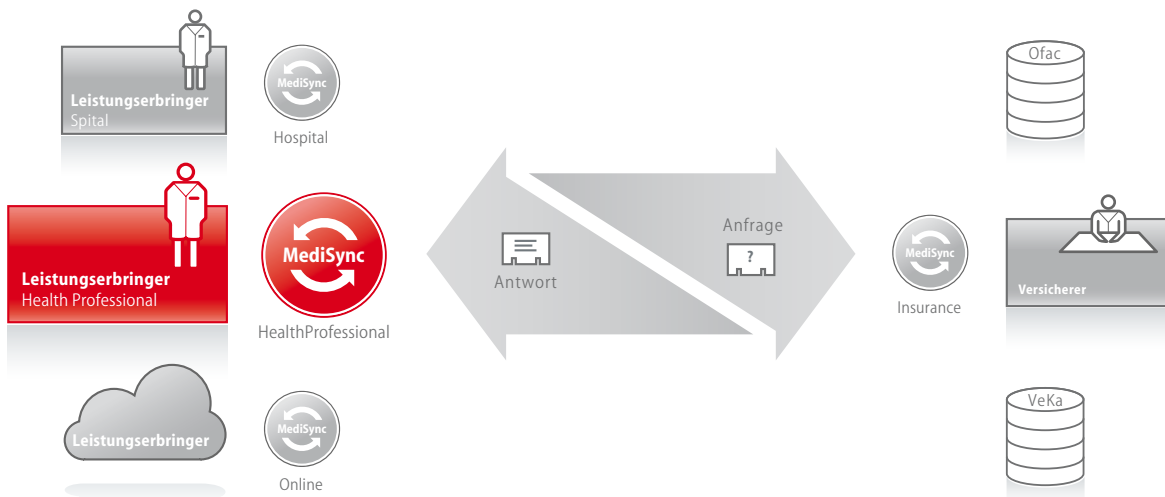 Leistungserbringer
Spital
MediSync
Hospital
Ofac
Leistungserbringer
Health Professional
MediSync
HealthProfessional
Antwort
Anfrage
?
MediSync
Insurance
Versicherer
Leistungserbringer
MediSync
Online
VeKa